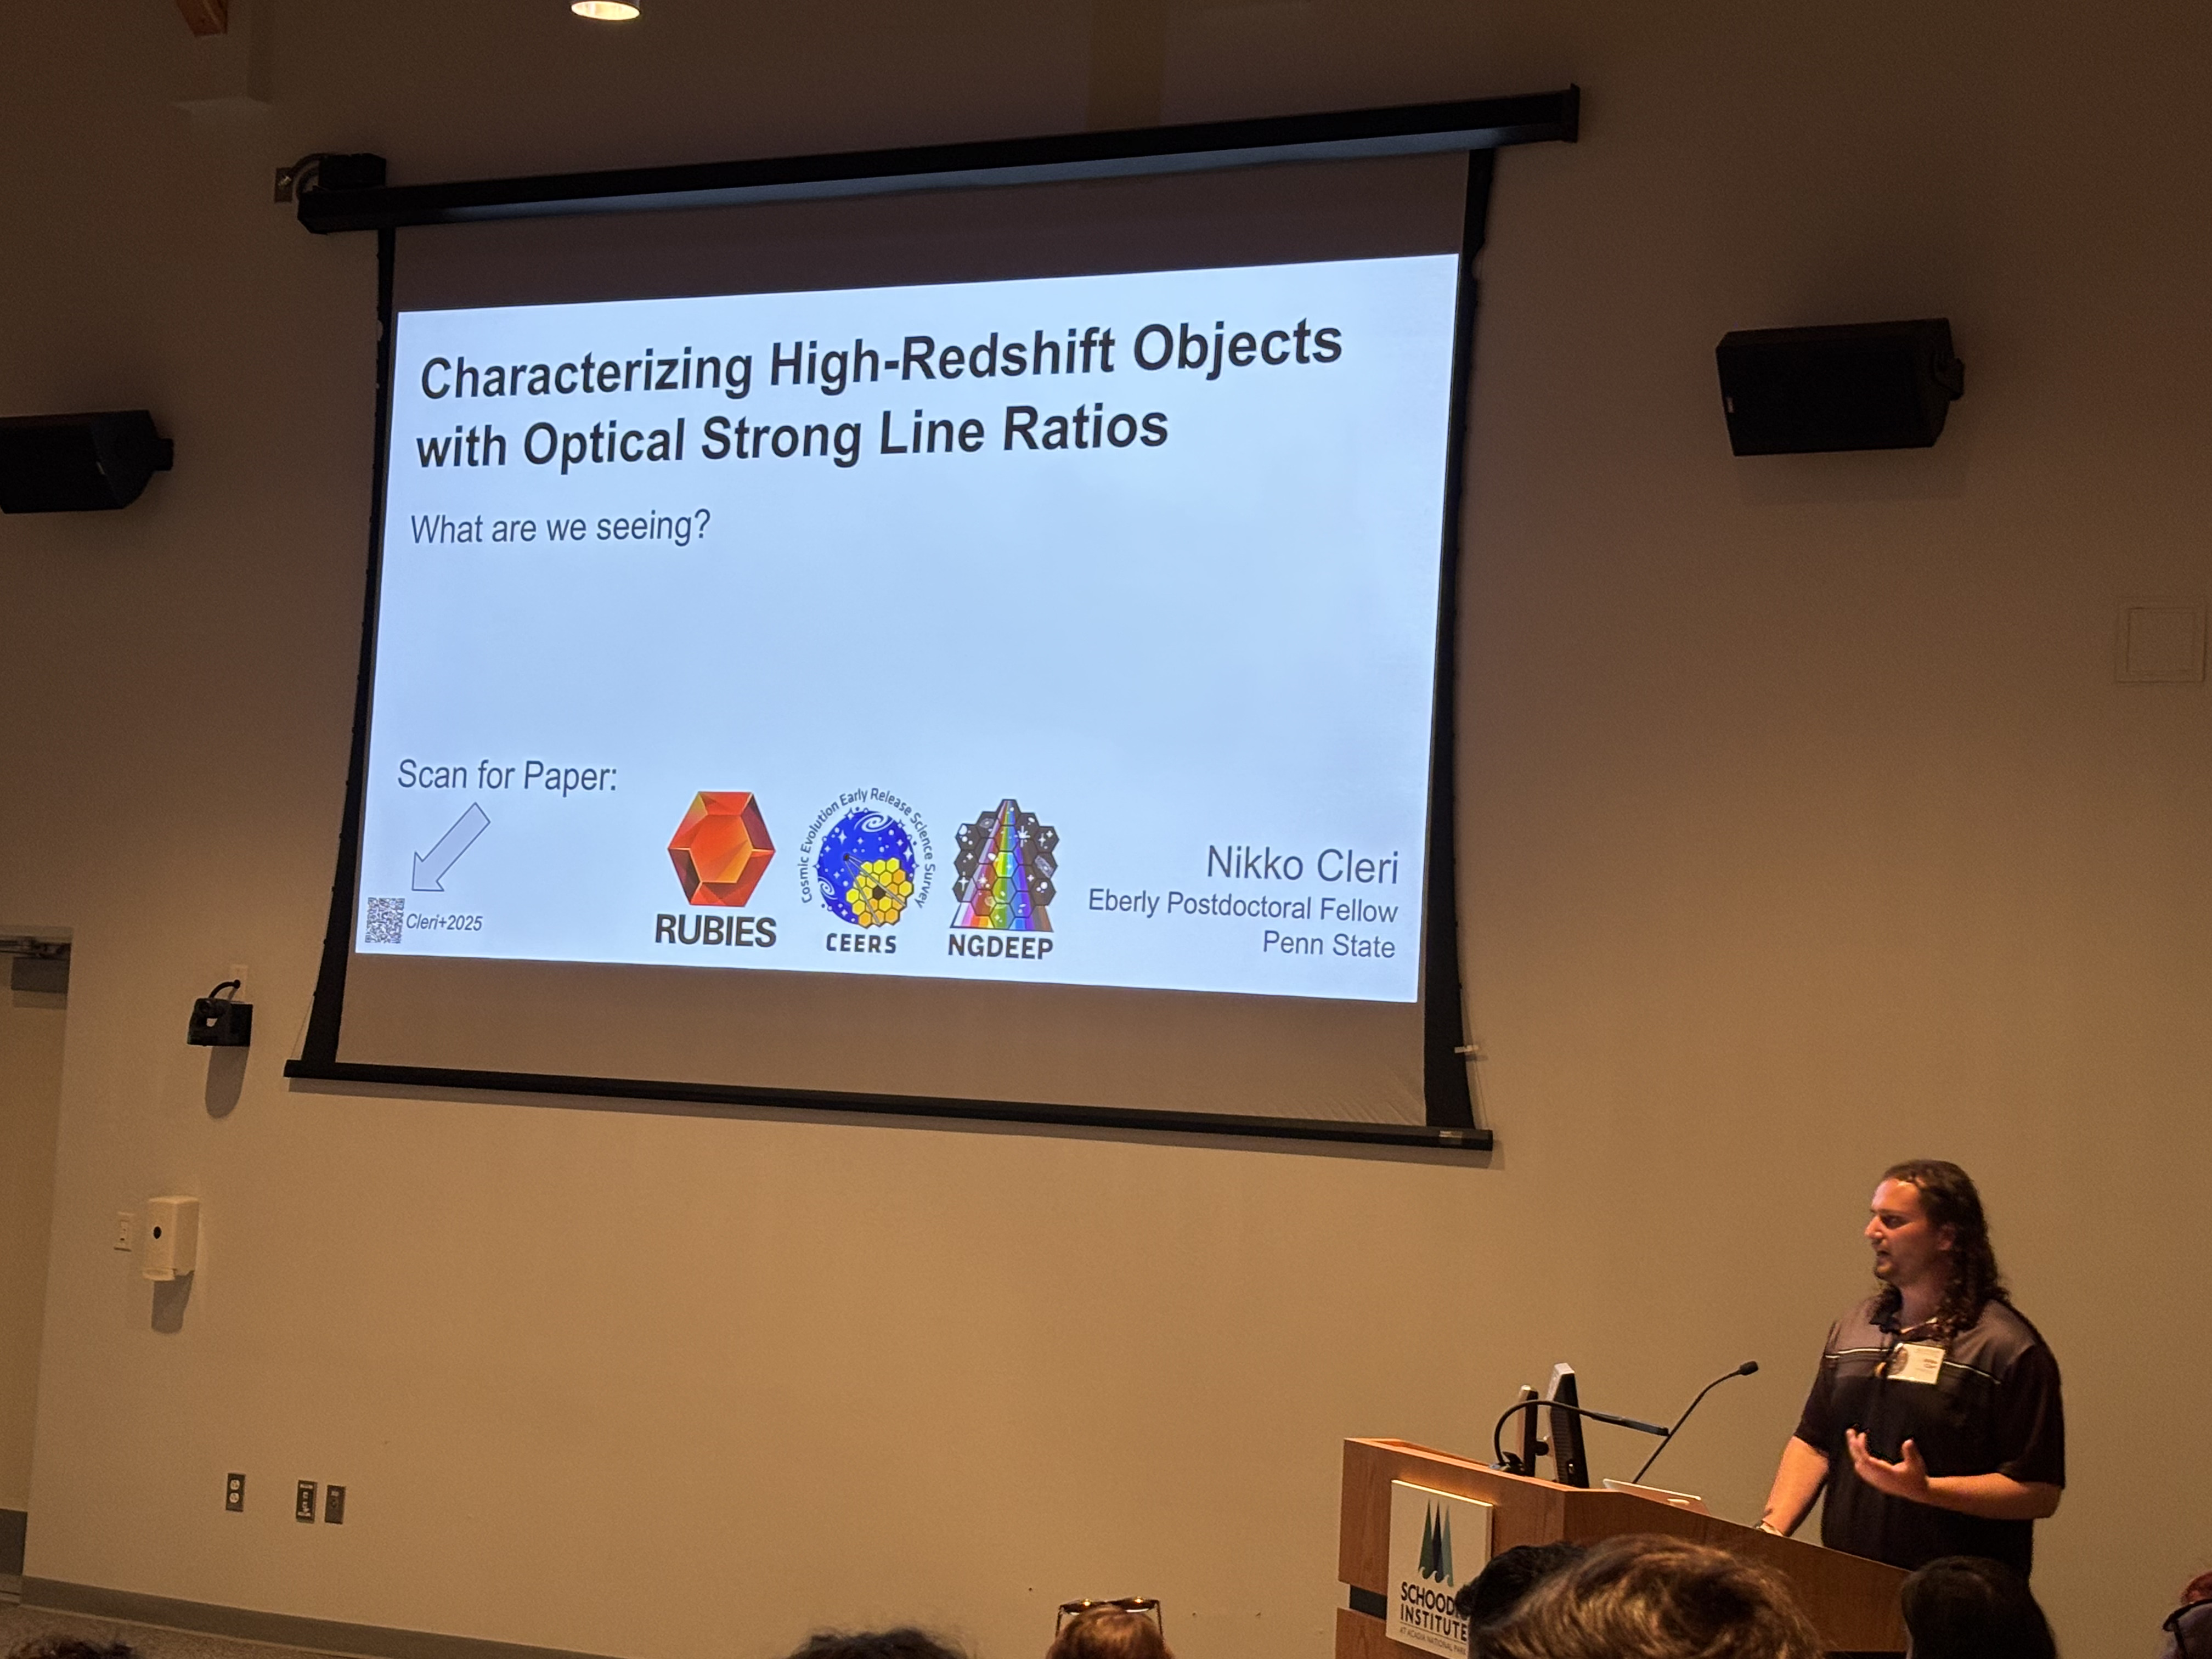 Characterizing High-Redshift Objects
with Optical Strong Line Ratios
What are we seeing?
Scan for Paper:
Cleri+2025
RUBIES
Cosmic Evolution Early Release Science Survey
CEERS
NGDEEP
Nikko Cleri
Eberly Postdoctoral Fellow
Penn State
SCHOODI
INSTITUTE
AT ACADIA NATIONAL PARK